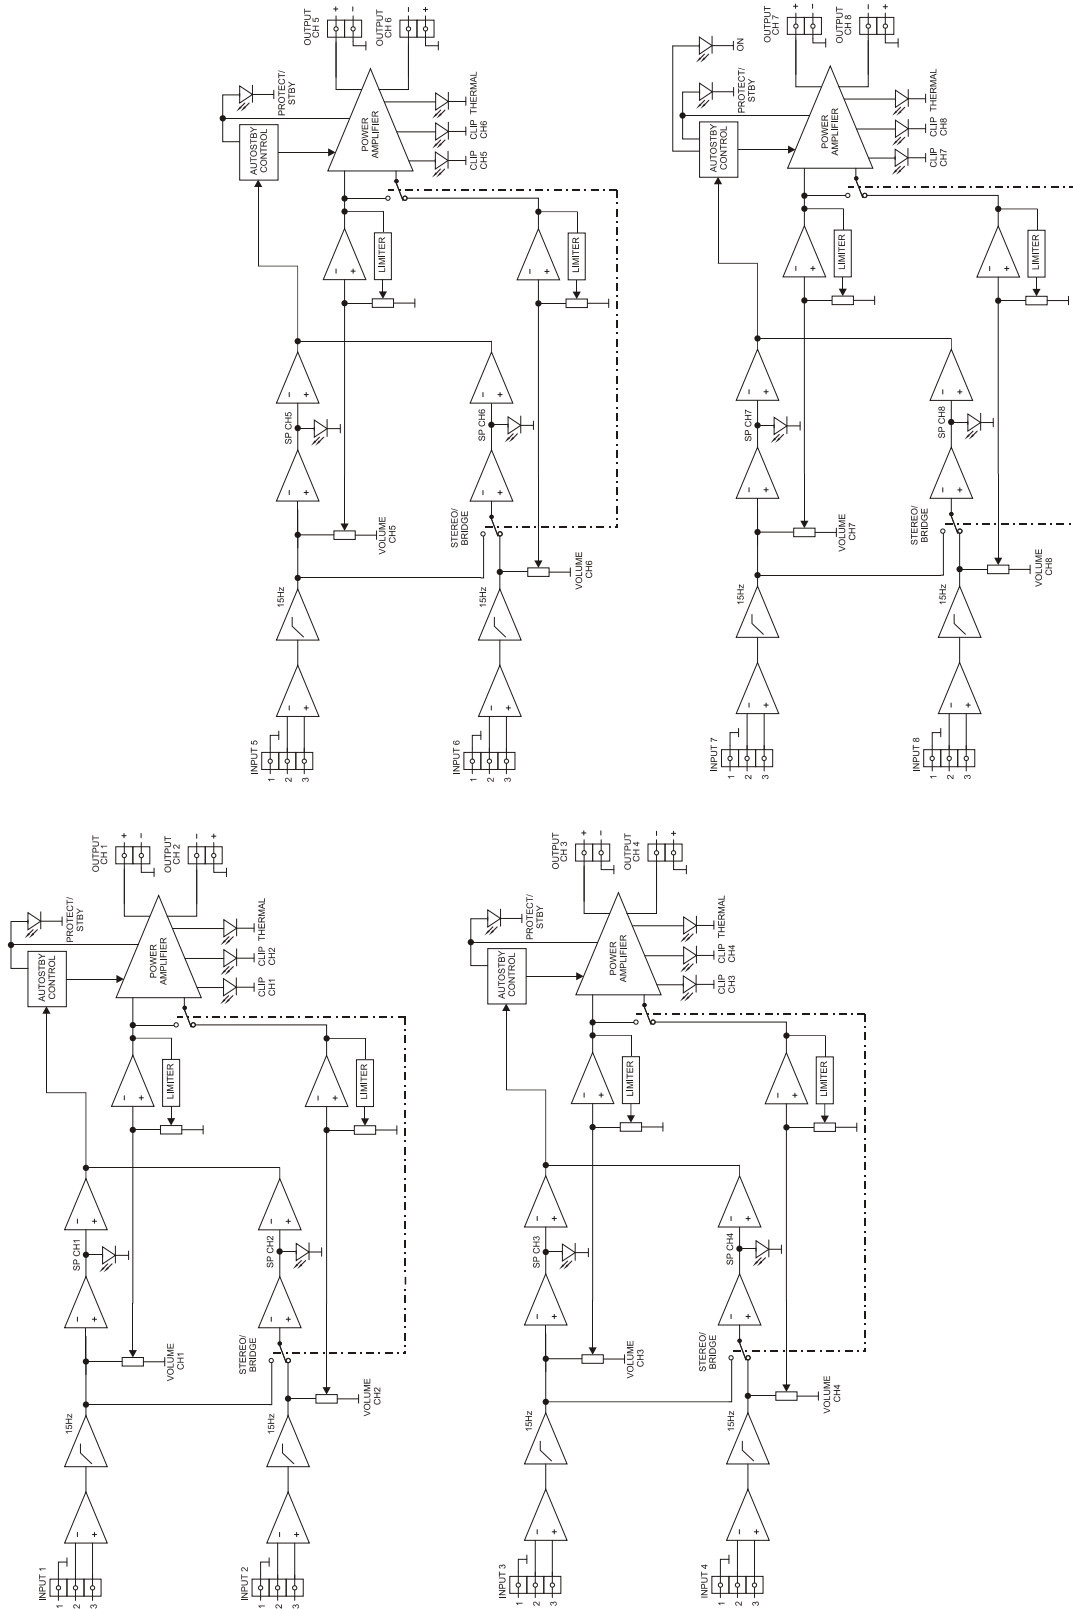 OUTPUT
CH 5
+
−
OUTPUT
CH 6
−
+
PROTECT/
STBY
AUTOSTBY
CONTROL
POWER
AMPLIFIER
THERMAL
CLIP
CH6
CLIP
CH5
−
+
LIMITER
−
+
LIMITER
−
+
−
+
SP CH5
SP CH6
−
+
−
+
STEREO/
BRIDGE
VOLUME
CH5
VOLUME
CH6
15Hz
15Hz
−
+
−
+
INPUT 5
1
2
3
INPUT 6
1
2
3
OUTPUT
CH 7
+
−
OUTPUT
CH 8
−
+
ON
PROTECT/
STBY
AUTOSTBY
CONTROL
POWER
AMPLIFIER
THERMAL
CLIP
CH8
CLIP
CH7
−
+
LIMITER
−
+
LIMITER
−
+
−
+
SP CH7
SP CH8
−
+
−
+
STEREO/
BRIDGE
VOLUME
CH7
VOLUME
CH8
15Hz
15Hz
−
+
−
+
INPUT 7
1
2
3
INPUT 8
1
2
3
OUTPUT
CH 1
+
−
OUTPUT
CH 2
−
+
PROTECT/
STBY
AUTOSTBY
CONTROL
POWER
AMPLIFIER
THERMAL
CLIP
CH2
CLIP
CH1
−
+
LIMITER
−
+
LIMITER
−
+
−
+
SP CH1
SP CH2
−
+
−
+
STEREO/
BRIDGE
VOLUME
CH1
VOLUME
CH2
15Hz
15Hz
−
+
−
+
INPUT 1
1
2
3
INPUT 2
1
2
3
OUTPUT
CH 3
+
−
OUTPUT
CH 4
−
+
PROTECT/
STBY
AUTOSTBY
CONTROL
POWER
AMPLIFIER
THERMAL
CLIP
CH4
CLIP
CH3
−
+
LIMITER
−
+
LIMITER
−
+
−
+
SP CH3
SP CH4
−
+
−
+
STEREO/
BRIDGE
VOLUME
CH3
VOLUME
CH4
15Hz
15Hz
−
+
−
+
INPUT 3
1
2
3
INPUT 4
1
2
3